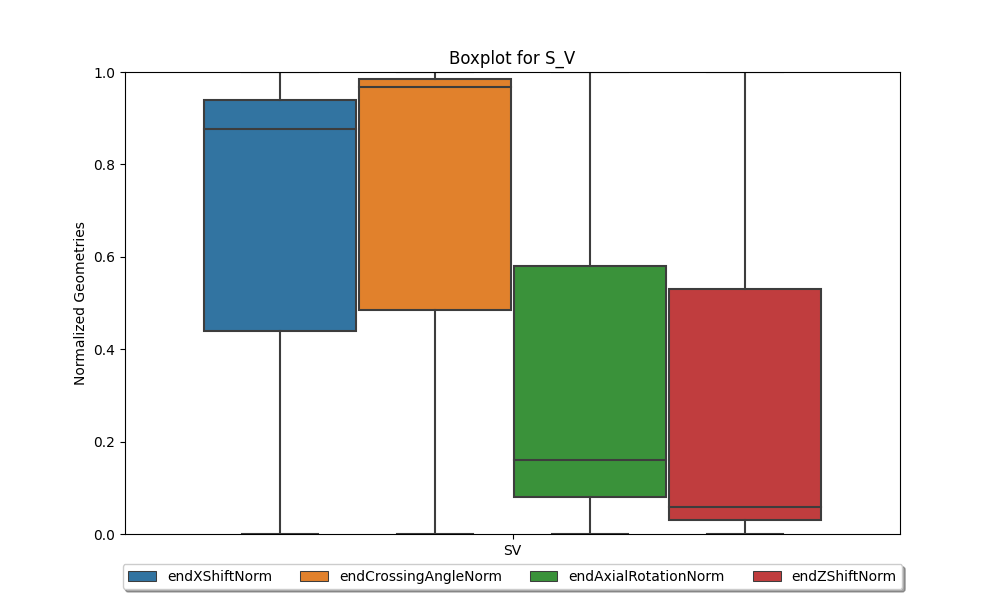 Boxplot for S_V
1.0
0.8
0.6
0.4
0.2
0.0
Normalized Geometries
SV
endXShiftNorm endCrossingAngleNorm endAxialRotationNorm endZShiftNorm